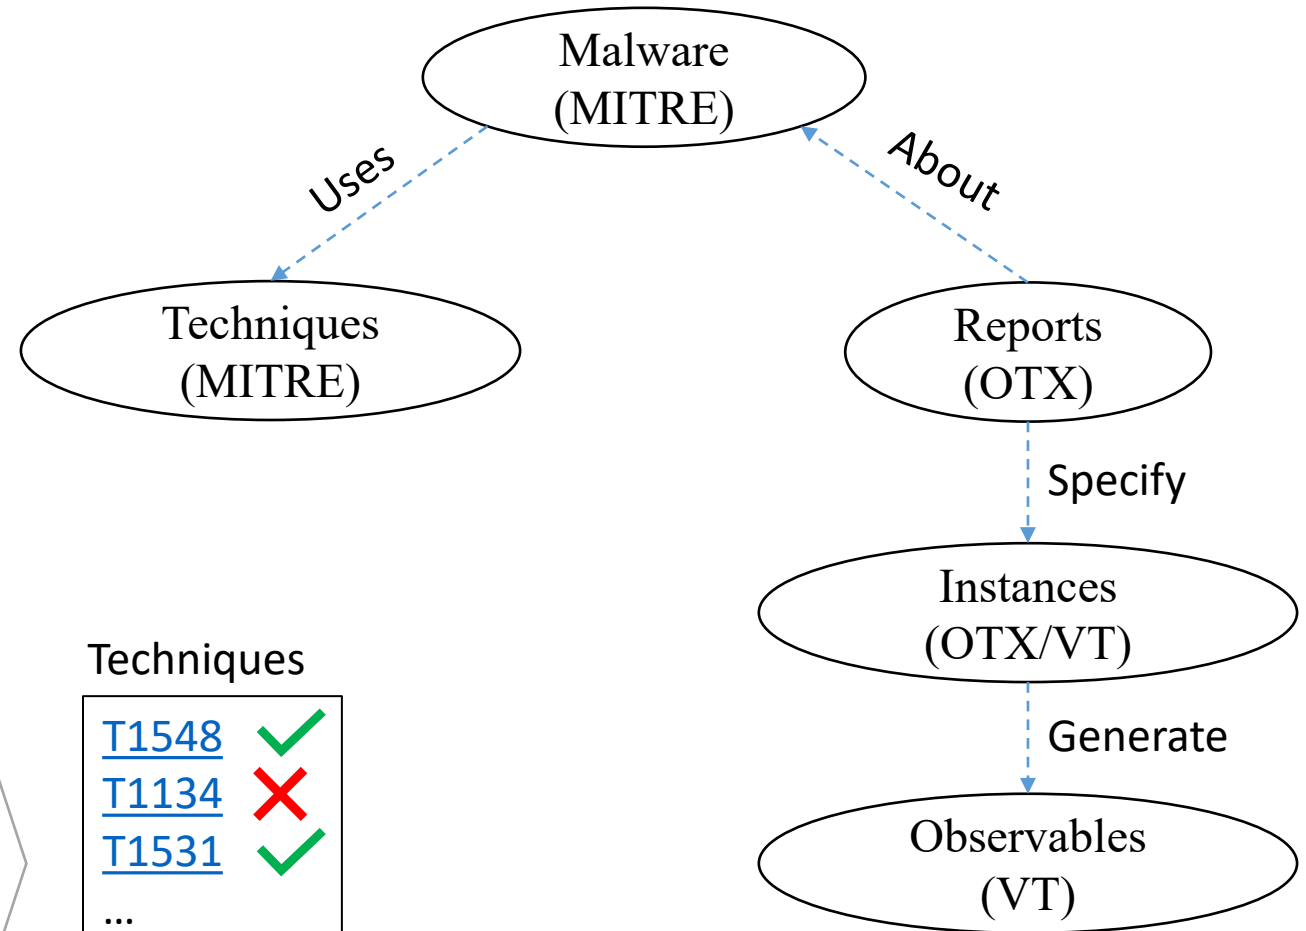 Malware
(MITRE)
Uses
About
Techniques
(MITRE)
Reports
(OTX)
Specify
Instances
(OTX/VT)
Generate
Observables
(VT)
Techniques
T1548
T1134
T1531
...